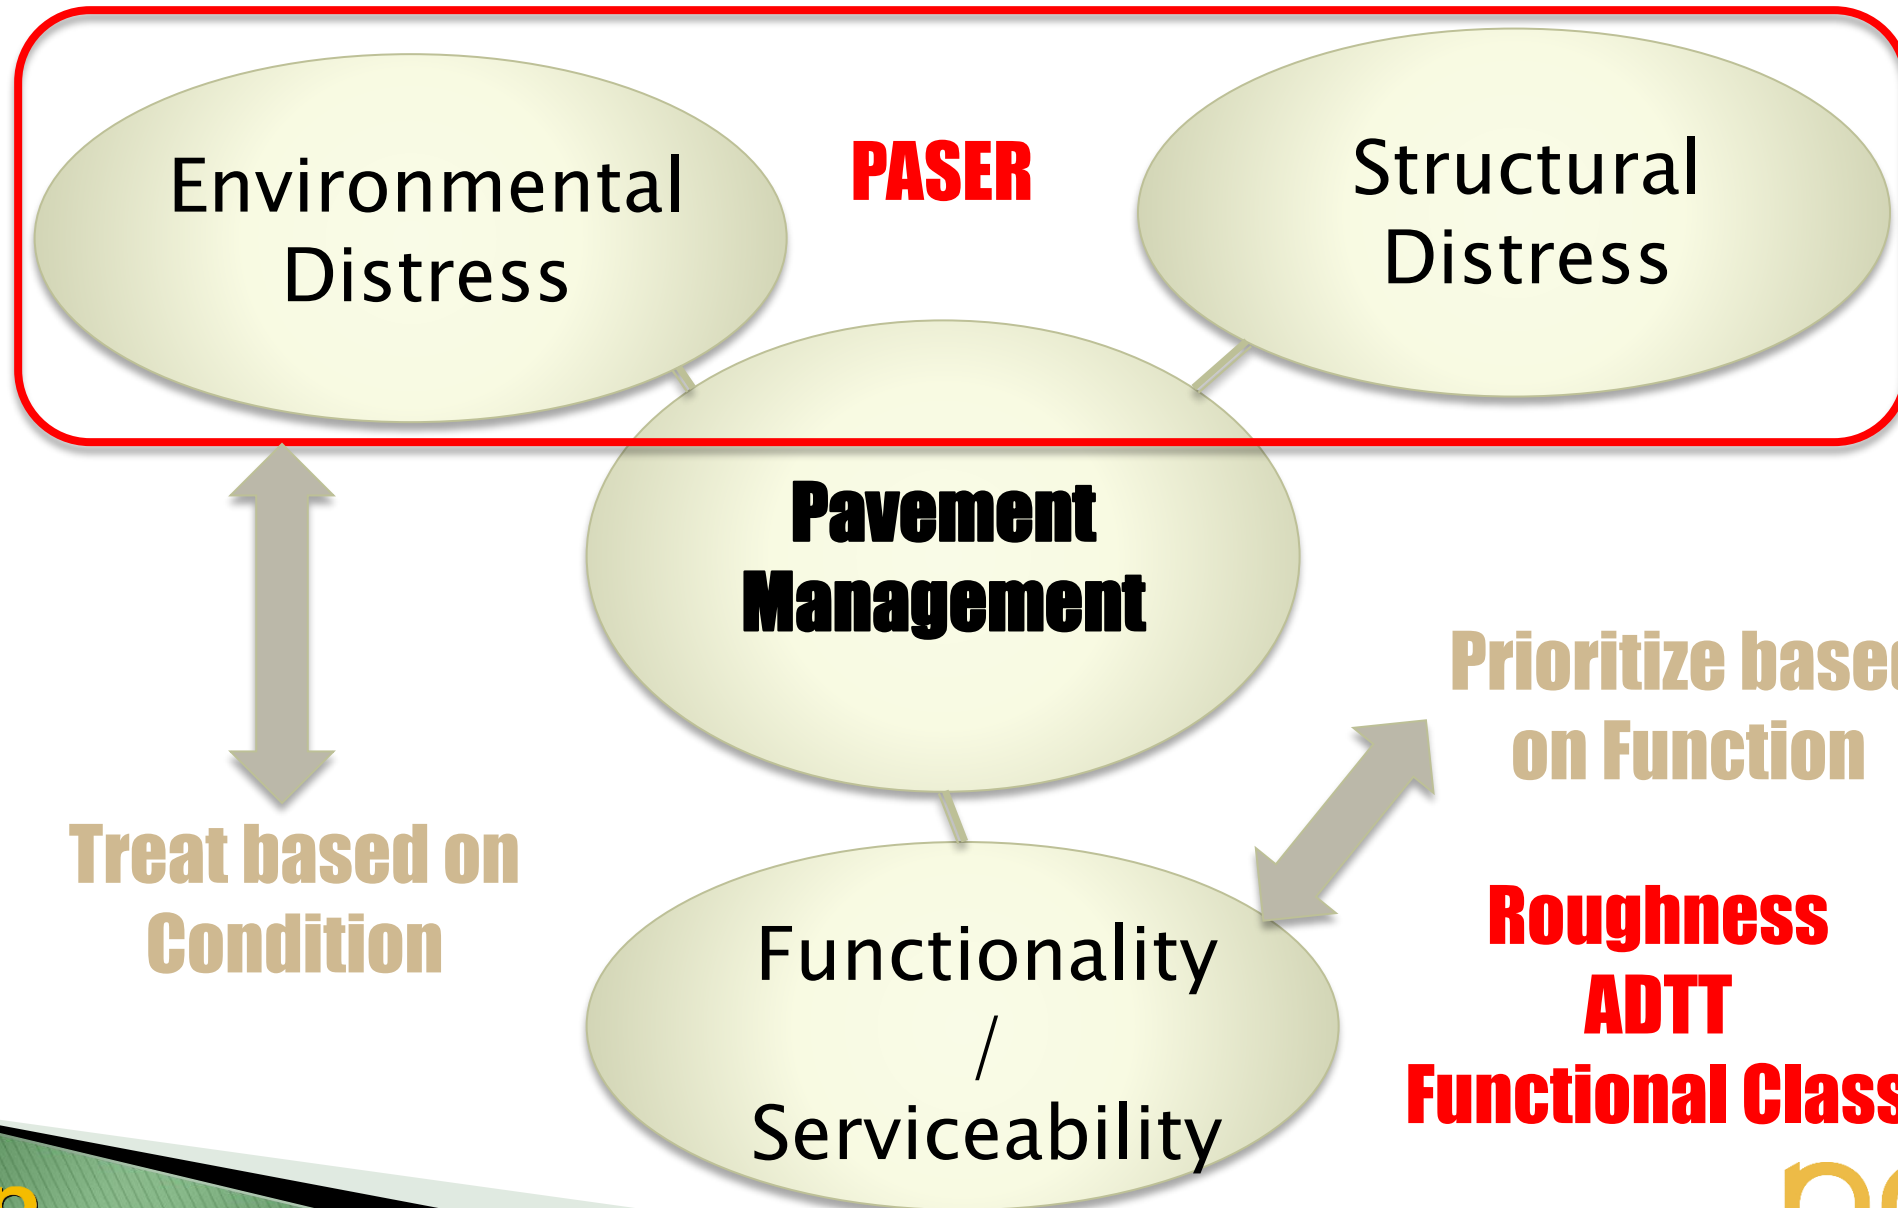 Environmental
Distress
PASER
Structural
Distress
Pavement
Management
Prioritize based
on Function
Treat based on
Condition
Functionality
/
Serviceability
Roughness
ADTT
Functional Class